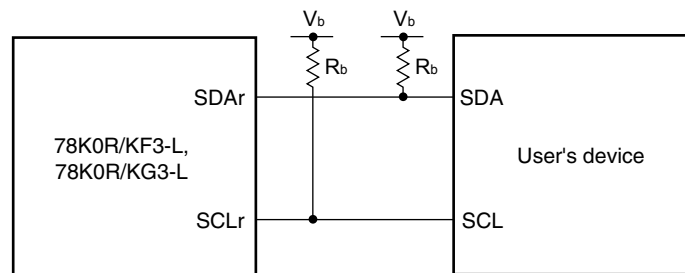 Vb
Vb
Rb
Rb
SDAr
SDA
78K0R/KF3-L,
78K0R/KG3-L
User's device
SCLr
SCL